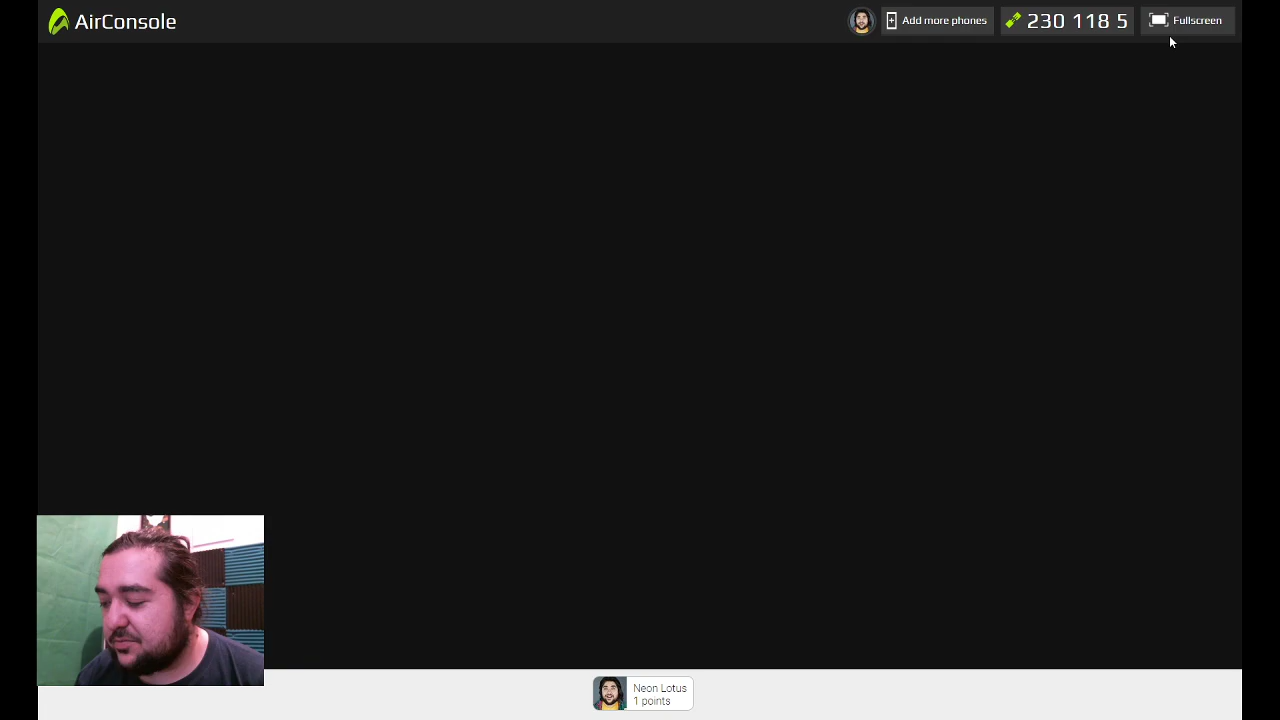 AirConsole
Add more phones
230 118 5
Fullscreen
Neon Lotus
1 points